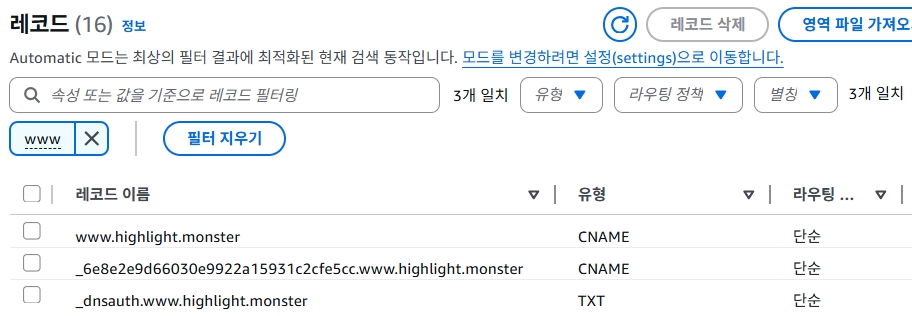 레코드 (16) 정보
레코드 삭제
영역 파일 가져오
Automatic 모드는 최상의 필터 결과에 최적화된 현재 검색 동작입니다. 모드를 변경하려면 설정(settings)으로 이동합니다.
속성 또는 값을 기준으로 레코드 필터링
3개 일치
유형
라우팅 정책
별칭
3개 일치
www
필터 지우기
레코드 이름 유형 라우팅 ...
www.highlight.monster CNAME 단순
_6e8e2e9d66030e9922a15931c2cfe5cc.www.highlight.monster CNAME 단순
_dnsauth.www.highlight.monster TXT 단순